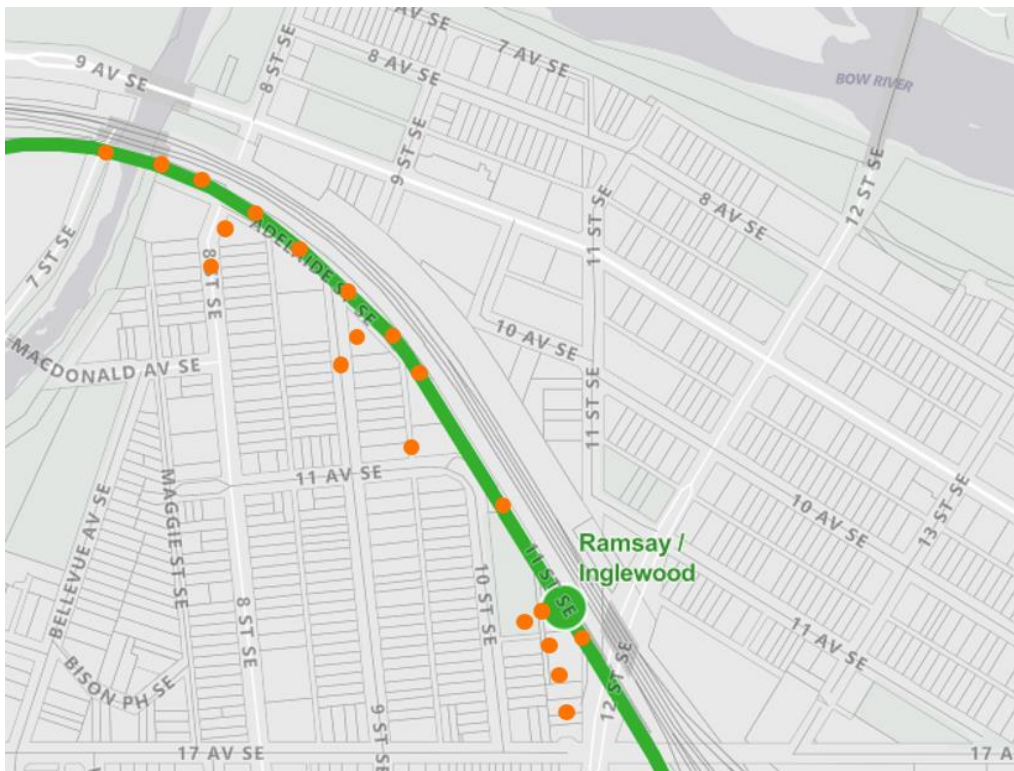 AV SE
7 AV SE
8 ST SE
8 AV SE
9 AV SE
BOW RIVER
9 ST SE
12 ST SE
8 AV SE
11 ST SE
7 ST SE
ADELAIDE ST SE
8 ST SE
10 AV SE
MACDONALD AV SE
11 ST SE
11 AV SE
MAGGIE ST SE
10 AV SE
13 ST SE
BELLEVUE AV SE
Ramsay /
Inglewood
11 ST SE
10 ST SE
8 ST SE
11 AV SE
BISON PH SE
12 ST SE
9 ST SE
17 AV SE
17 A